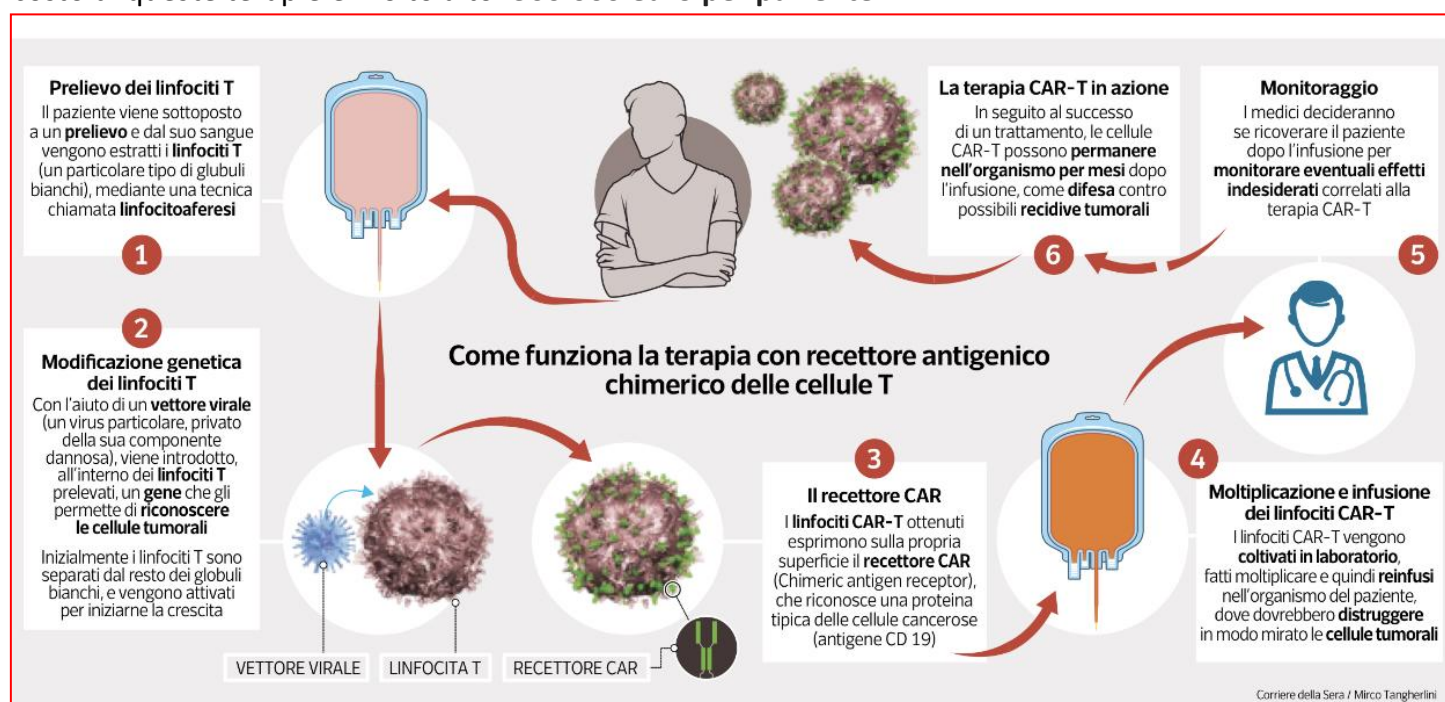 Prelievo dei linfociti T
Il paziente viene sottoposto
a un prelievo e dal suo sangue
vengono estratti i linfociti T
(un particolare tipo di glubuli
bianchi), mediante una tecnica
chiamata linfocitoaferesi
1
2
Modificazione genetica
dei linfociti T
Con l'aiuto di un vettore virale
(un virus particolare, privato
della sua componente
dannosa), viene introdotto,
all'interno dei linfociti T
prelevati, un gene che gli
permette di riconoscere
le cellule tumorali
Inizialmente i linfociti T sono
separati dal resto dei globuli
bianchi, e vengono attivati
per iniziarne la crescita
VETTORE VIRALE
LINFOCITA T
RECETTORE CAR
Come funziona la terapia con recettore antigenico
chimerico delle cellule T
3
Il recettore CAR
I linfociti CAR-T ottenuti
esprimono sulla propria
superficie il recettore CAR
(Chimeric antigen receptor),
che riconosce una proteina
tipica delle cellule cancerose
(antigene CD 19)
4
Moltiplicazione e infusione
dei linfociti CAR-T
I linfociti CAR-T vengono
coltivati in laboratorio,
fatti moltiplicare e quindi reinfusi
nell'organismo del paziente,
dove dovrebbero distruggere
in modo mirato le cellule tumorali
Monitoraggio
I medici decideranno
se ricoverare il paziente
dopo l'infusione per
monitorare eventuali effetti
indesiderati correlati alla
terapia CAR-T
5
La terapia CAR-T in azione
In seguito al successo
di un trattamento, le cellule
CAR-T possono permanere
nell'organismo per mesi dopo
l'infusione, come difesa contro
possibili recidive tumorali
6
Corriere della Sera / Mirco Tangherlini